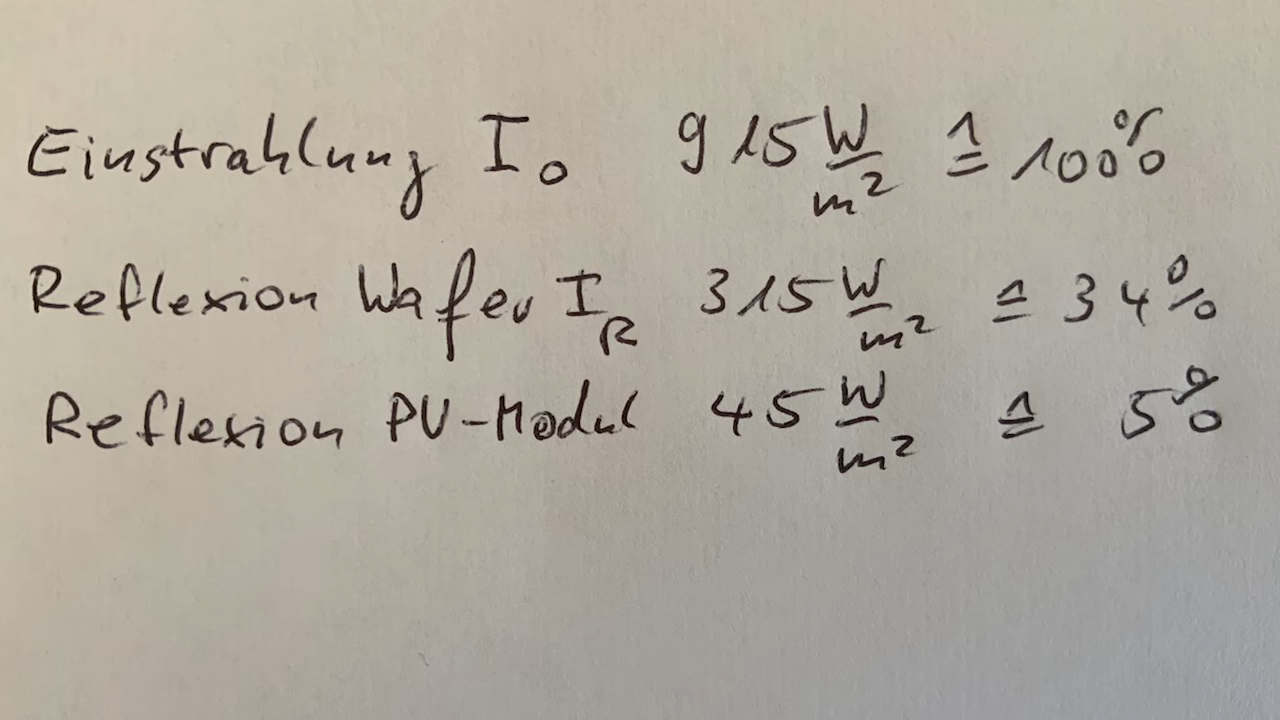 Einstrahlung I₀ 915 W/m² ≙ 100%
Reflexion Wafer I_R 315 W/m² ≙ 34%
Reflexion PV-Modul 45 W/m² ≙ 5%